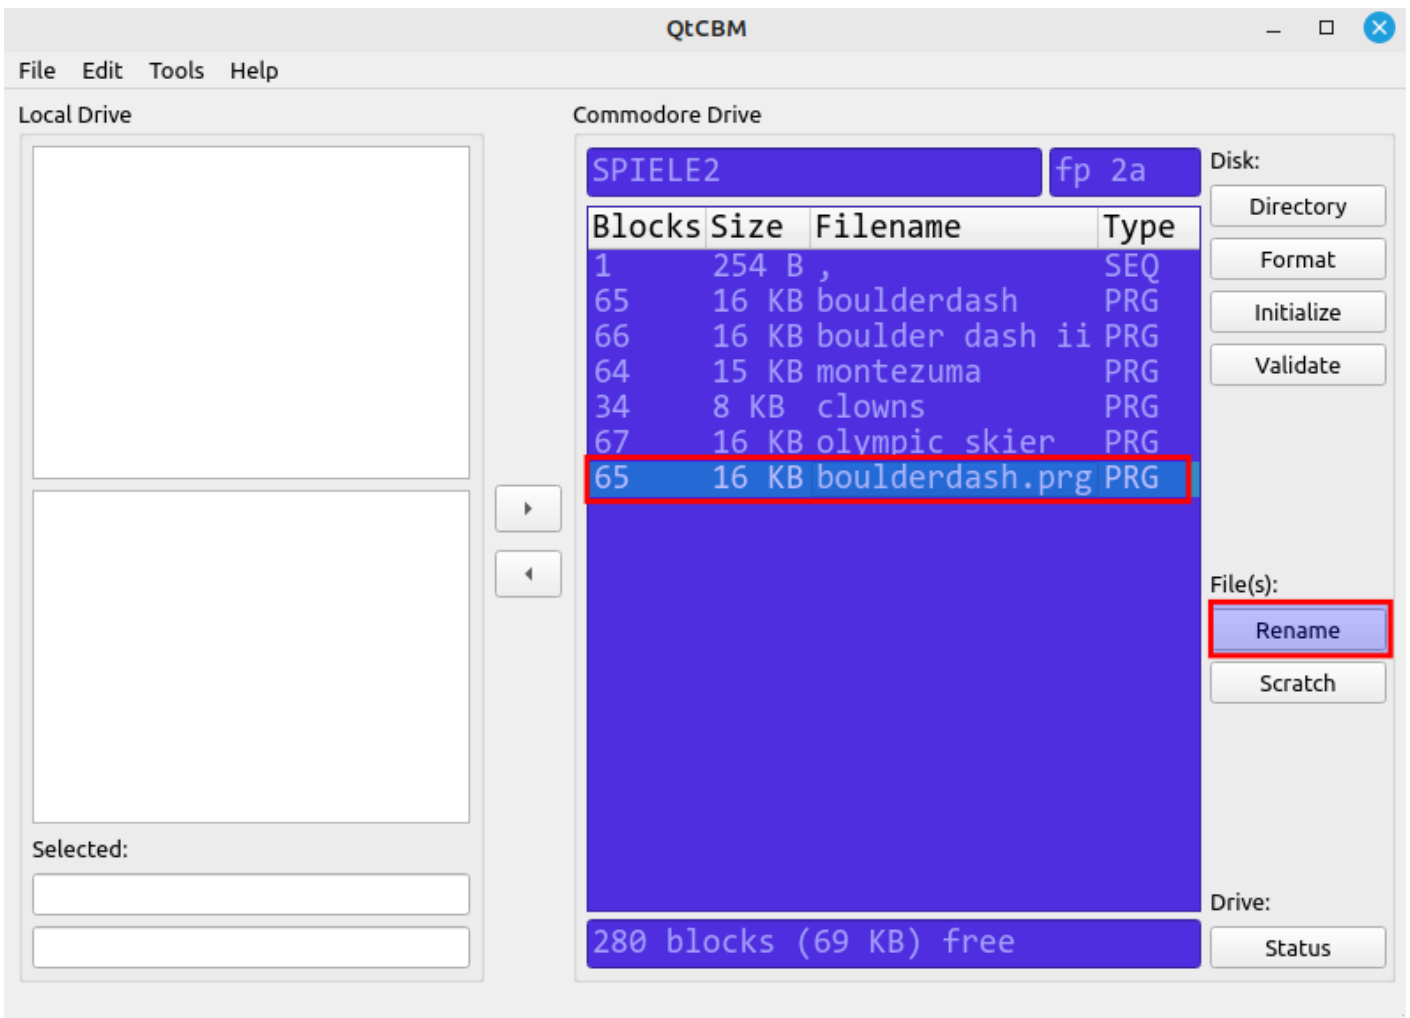 QtCBM
File Edit Tools Help
Local Drive
Commodore Drive
SPIELE2 fp 2a
Blocks Size Filename Type
1 254 B , SEQ
65 16 KB boulderdash PRG
66 16 KB boulder dash ii PRG
64 15 KB montezuma PRG
34 8 KB clowns PRG
67 16 KB olympic skier PRG
65 16 KB boulderdash.prg PRG
280 blocks (69 KB) free
Disk:
Directory
Format
Initialize
Validate
File(s):
Rename
Scratch
Drive:
Status
Selected: